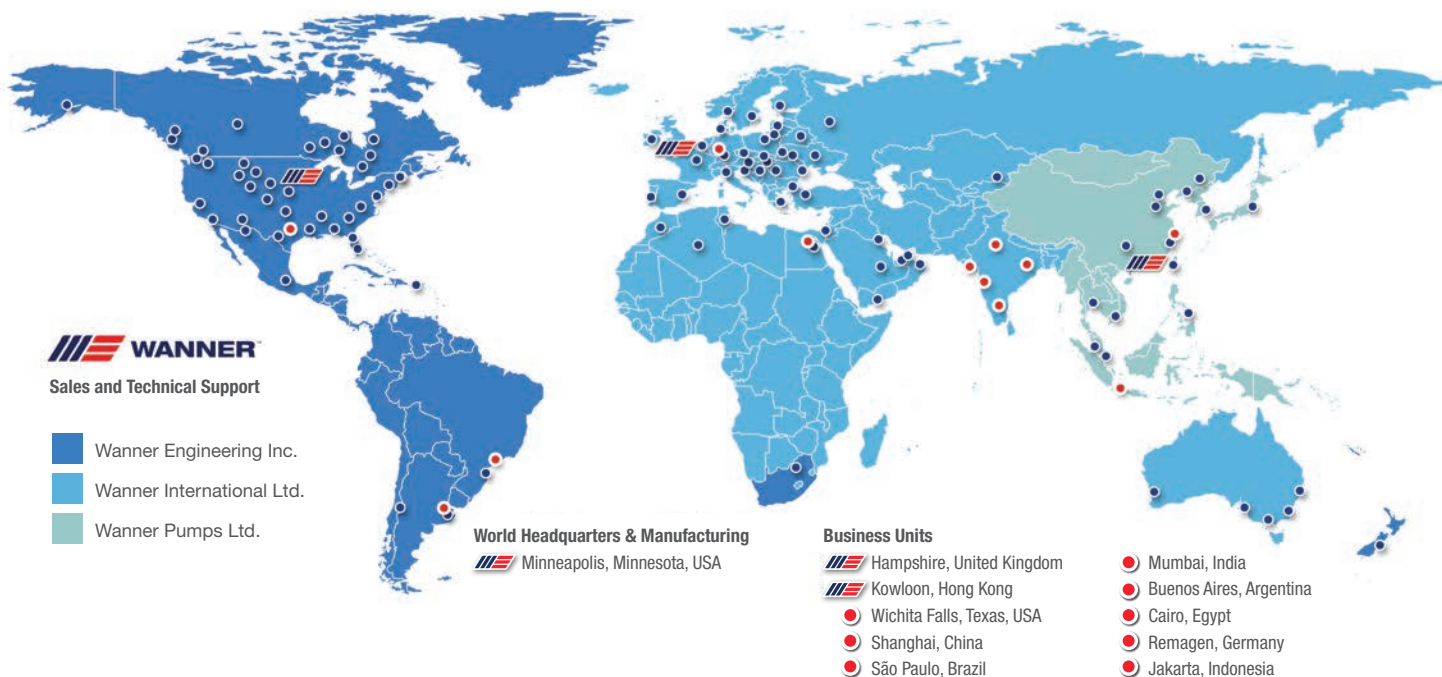 WANNER™
Sales and Technical Support
Wanner Engineering Inc.
Wanner International Ltd.
Wanner Pumps Ltd.
World Headquarters & Manufacturing
Minneapolis, Minnesota, USA
Business Units
Hampshire, United Kingdom
Kowloon, Hong Kong
Wichita Falls, Texas, USA
Shanghai, China
São Paulo, Brazil
Mumbai, India
Buenos Aires, Argentina
Cairo, Egypt
Remagen, Germany
Jakarta, Indonesia